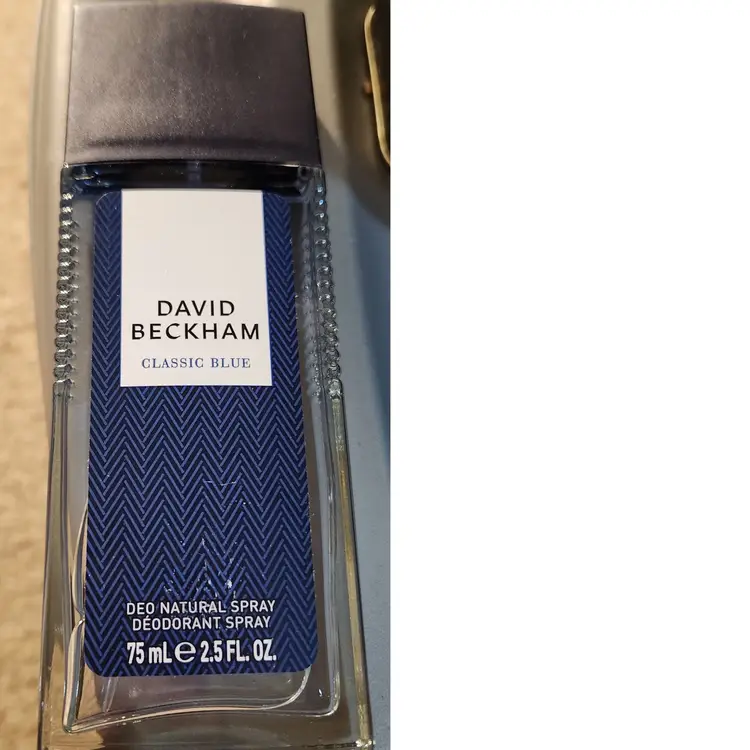 DAVID
BECKHAM
CLASSIC BLUE
DEO NATURAL SPRAY
DÉODORANT SPRAY
75 mL ℮ 2.5 FL. OZ.